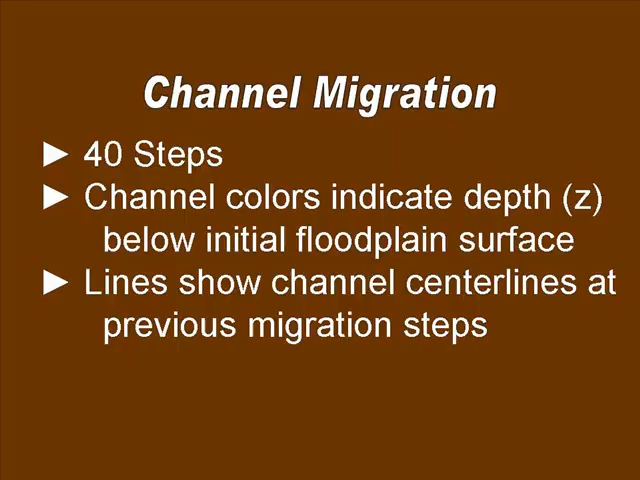 Channel Migration
► 40 Steps
► Channel colors indicate depth (z)
below initial floodplain surface
► Lines show channel centerlines at
previous migration steps